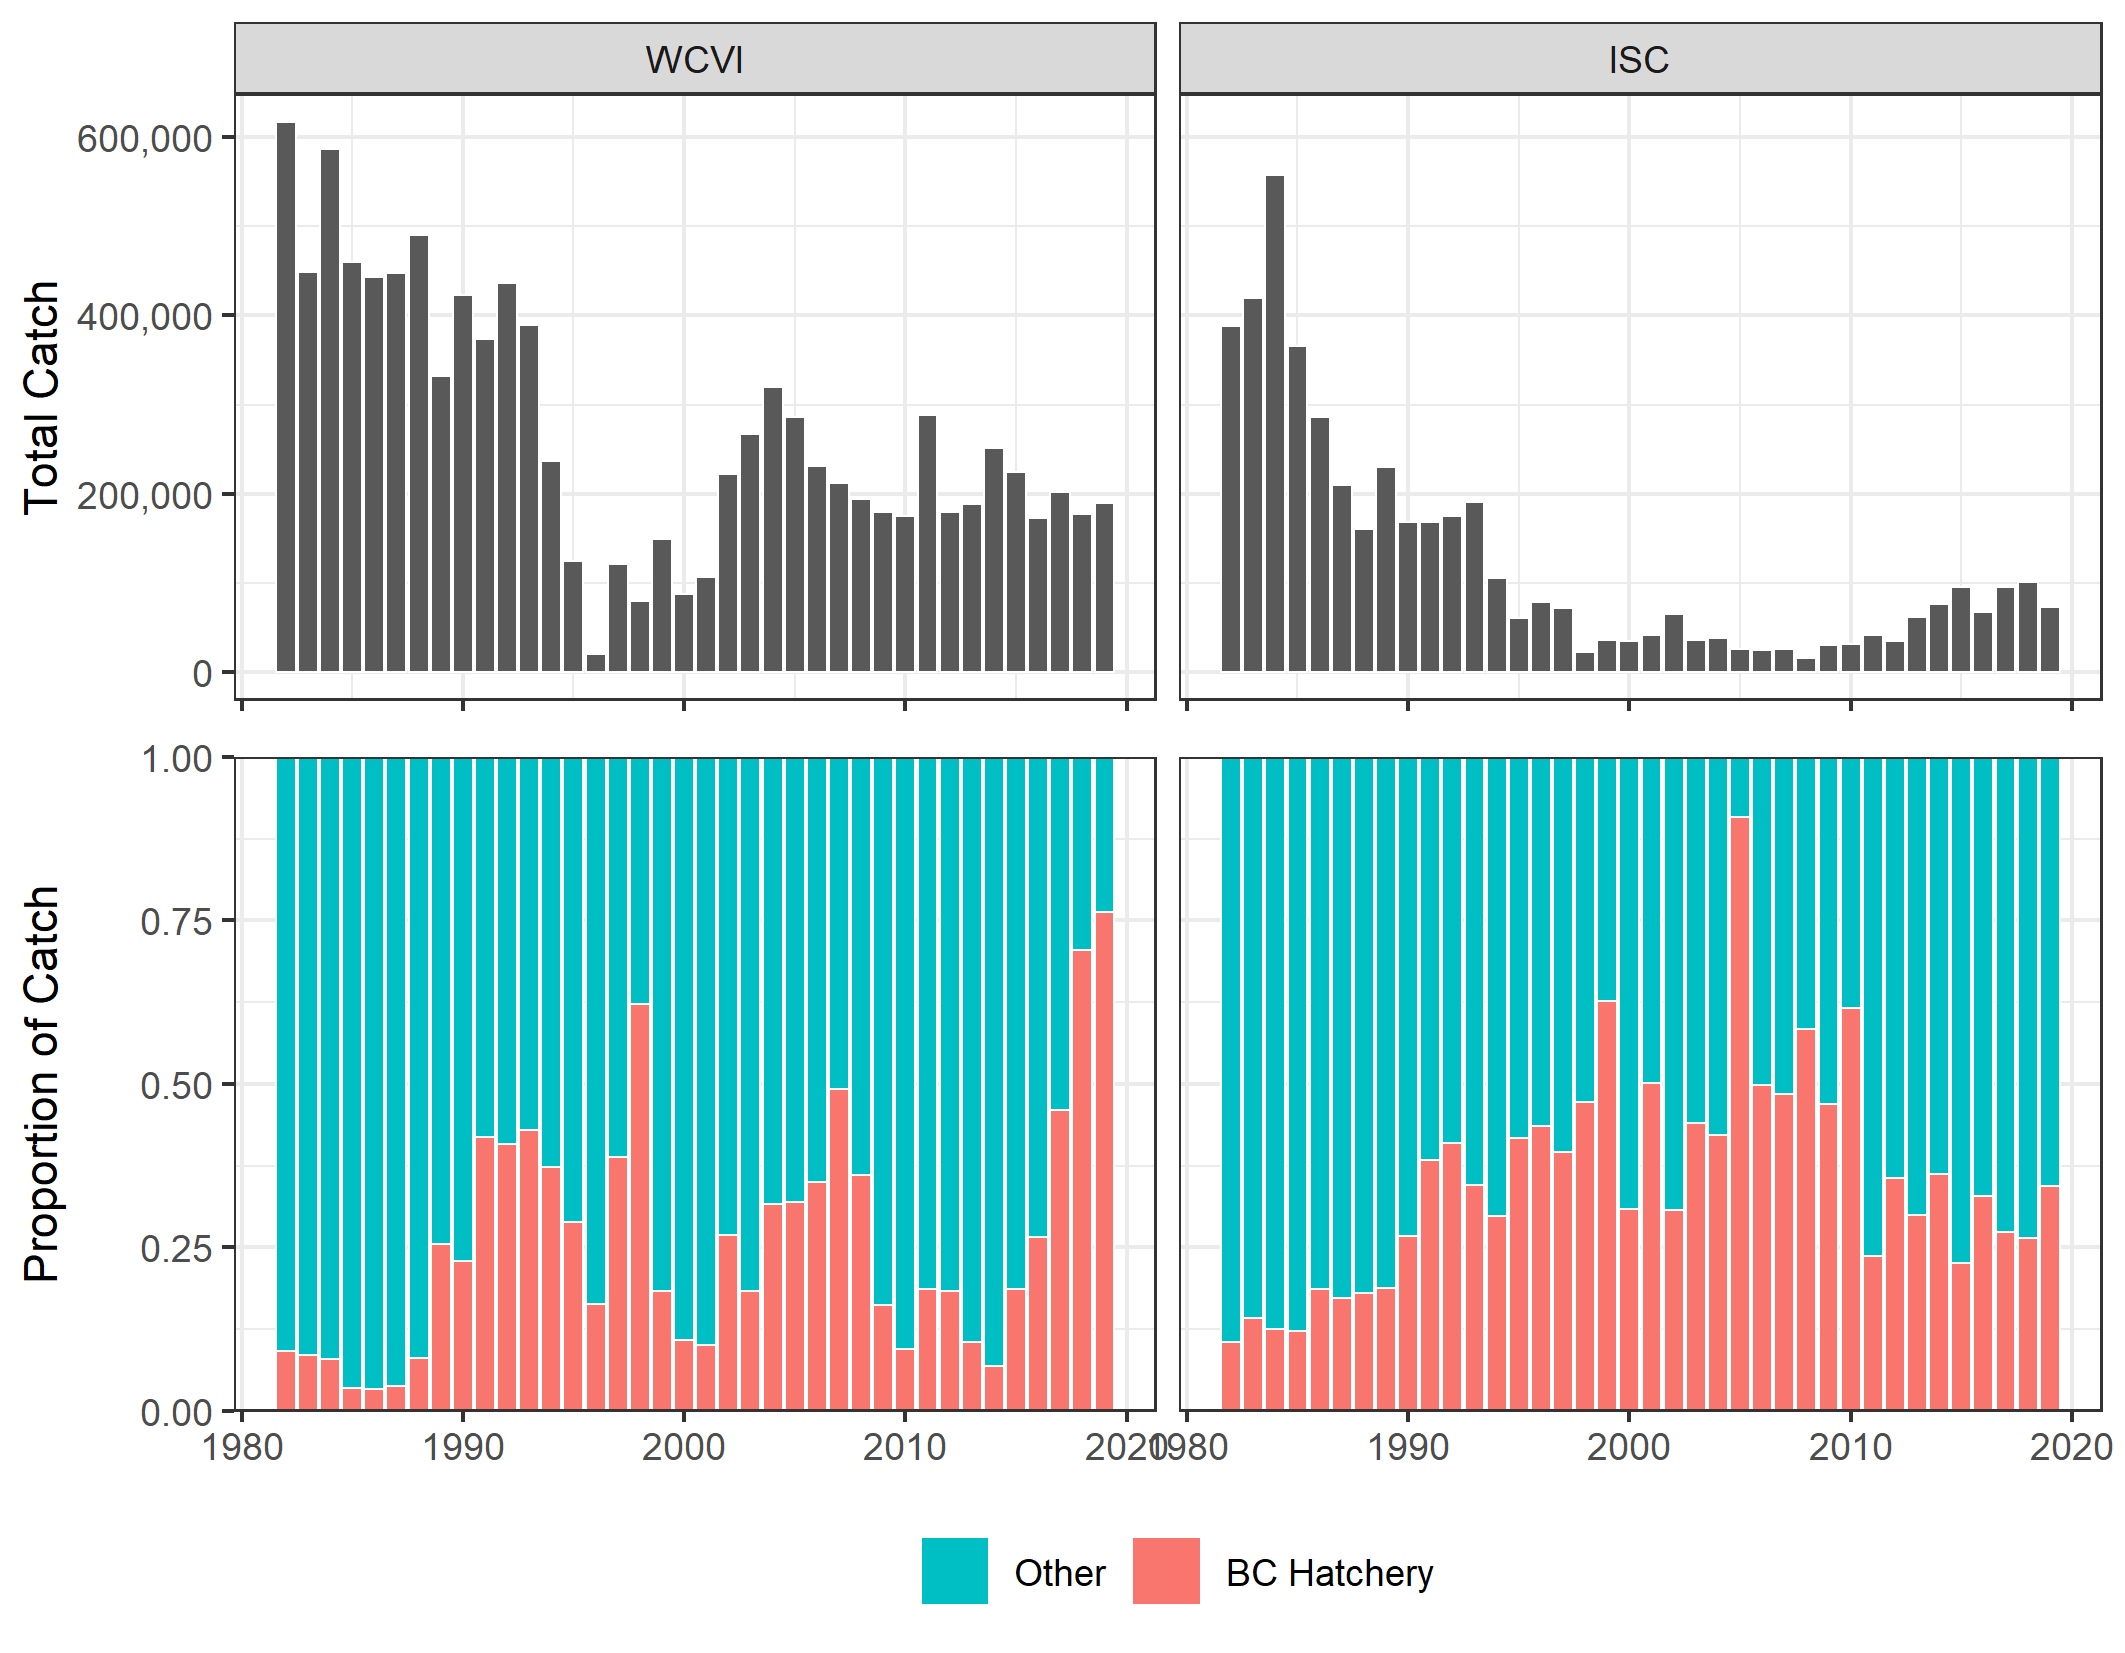 WCVI ISC
Total Catch
600,000
400,000
200,000
0
Proportion of Catch
1.00
0.75
0.50
0.25
0.00
1980 1990 2000 2010 2020 1980 1990 2000 2010 2020
Other BC Hatchery